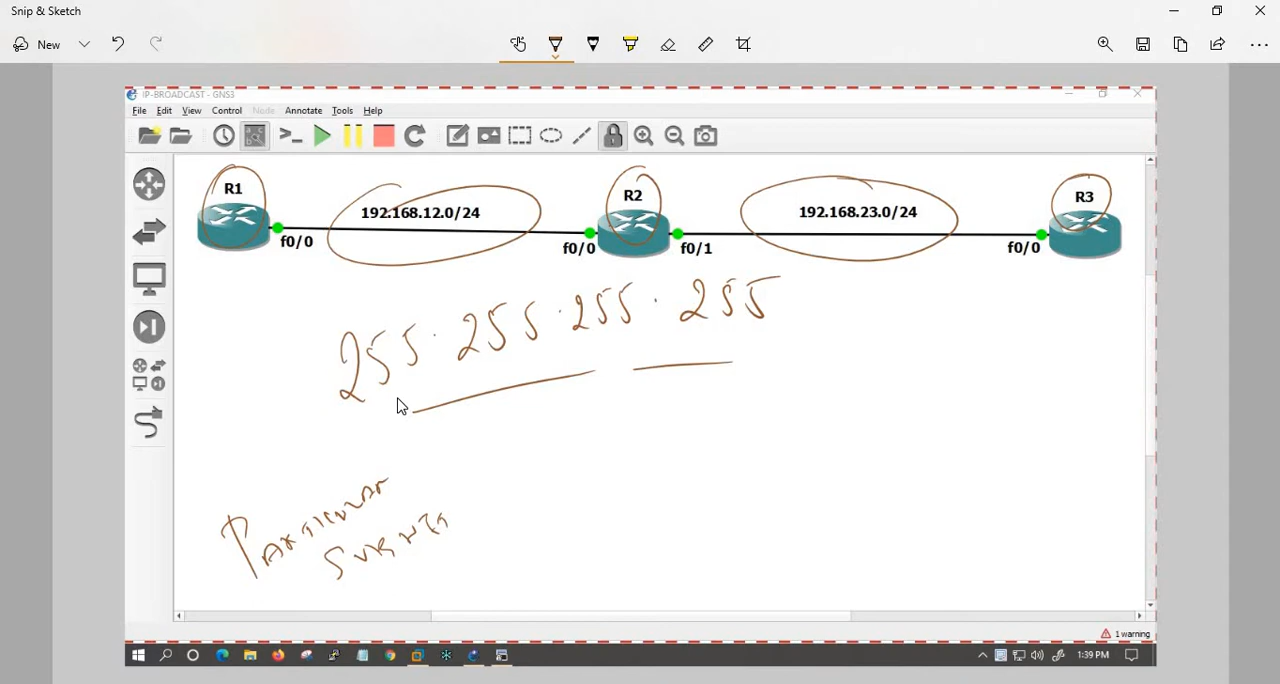 Snip & Sketch
New
IP-BROADCAST - GNS3
File Edit View Control Node Annotate Tools Help
R1 R2 R3
192.168.12.0/24 192.168.23.0/24
f0/0 f0/0 f0/1 f0/0
255.255.255.255
PARTICULAR
SUBNET
1 warning
1:39 PM